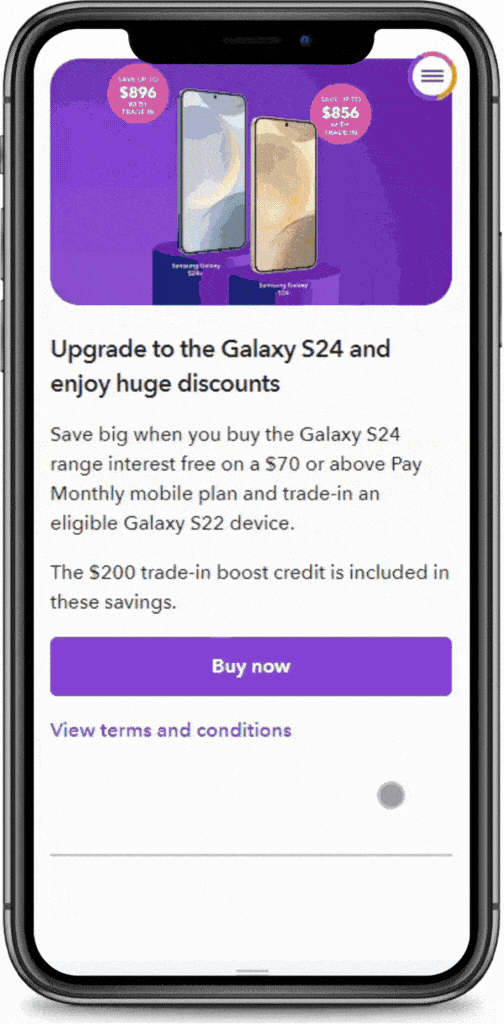 SAVE UP TO
$896
WITH
TRADE IN
SAVE UP TO
$856
WITH
TRADE IN
Samsung Galaxy
S24+
Samsung Galaxy
S24
Upgrade to the Galaxy S24 and
enjoy huge discounts
Save big when you buy the Galaxy S24
range interest free on a $70 or above Pay
Monthly mobile plan and trade-in an
eligible Galaxy S22 device.
The $200 trade-in boost credit is included in
these savings.
Buy now
View terms and conditions